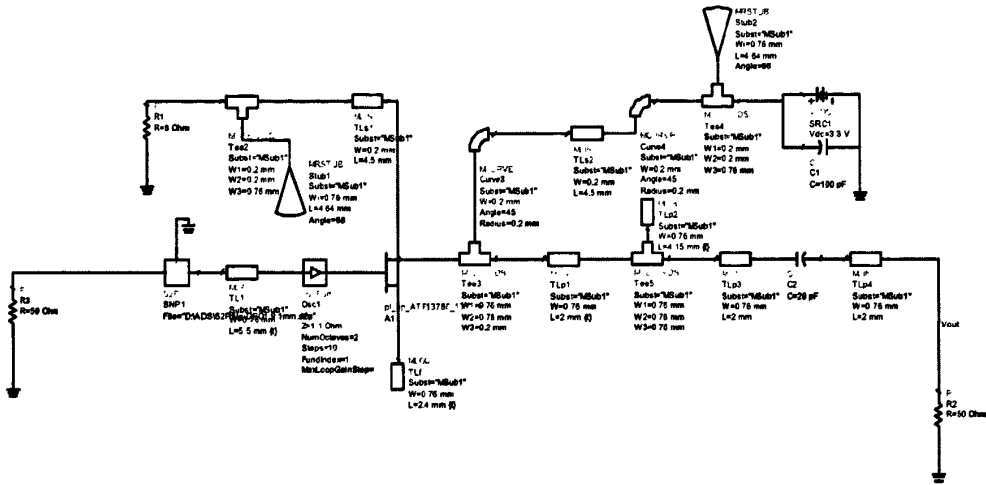 MRSTUB
Stub2
Subst="MSub1"
Wi=0.76 mm
L=4.64 mm
Angle=66
R1
Tee2
Subst="MSub1"
W1=0.2 mm
W2=0.2 mm
W3=0.76 mm
MRSTUB
Stub1
Subst="MSub1"
Wi=0.76 mm
L=4.64 mm
Angle=66
Subst="MSub1"
W=0.2 mm
L=4.5 mm
Curve3
Subst="MSub1"
W=0.2 mm
Angle=45
Radius=0.2 mm
TLs2
Subst="MSub1"
W=0.2 mm
L=4.5 mm
Curve4
Subst="MSub1"
W=0.2 mm
Angle=45
Radius=0.2 mm
Tee4
Subst="MSub1"
W1=0.2 mm
W2=0.2 mm
W3=0.76 mm
SRC1
Vdc=3.3 V
C
C1
C=100 pF
TLp2
Subst="MSub1"
W=0.76 mm
L=4.15 mm {t}
R3
R=50 Ohm
SNP1
TL1
Subst="MSub1"
W=0.76 mm
L=5.5 mm {t}
Osc1
Z=1.1 Ohm
NumOctaves=2
Steps=10
FundIndex=1
MaxLoopGainStep=
A1
MLOC
TLf
Subst="MSub1"
W=0.76 mm
L=2.4 mm {t}
Tee3
Subst="MSub1"
W1=0.76 mm
W2=0.76 mm
W3=0.2 mm
TLp1
Subst="MSub1"
W=0.76 mm
L=2 mm {t}
Tee5
Subst="MSub1"
W1=0.76 mm
W2=0.76 mm
W3=0.76 mm
TLp3
Subst="MSub1"
W=0.76 mm
L=2 mm
C2
C=20 pF
TLp4
Subst="MSub1"
W=0.76 mm
L=2 mm
Vout
R
R2
R=50 Ohm